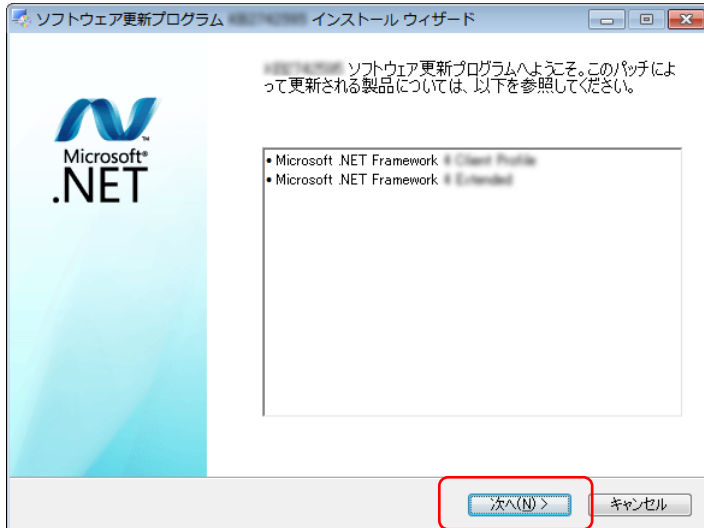 ソフトウェア更新プログラム インストール ウィザード
ソフトウェア更新プログラムへようこそ。このパッチによ
って更新される製品については、以下を参照してください。
Microsoft®
.NET™
• Microsoft .NET Framework
• Microsoft .NET Framework
次へ(N) >
キャンセル